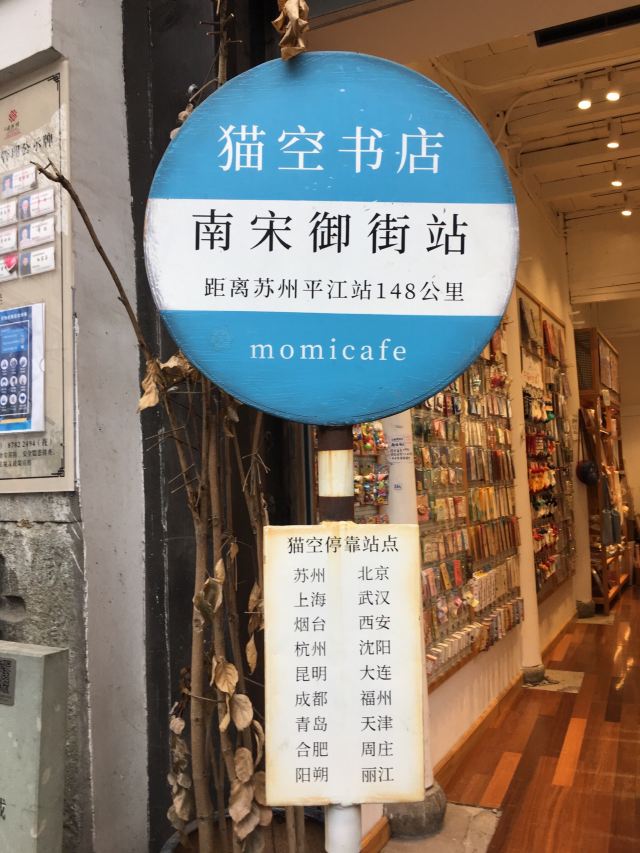 猫空书店
南宋御街站
距离苏州平江站148公里
momicafe
猫空停靠站点
苏州 北京
上海 武汉
烟台 西安
杭州 沈阳
昆明 大连
成都 福州
青岛 天津
合肥 周庄
阳朔 丽江